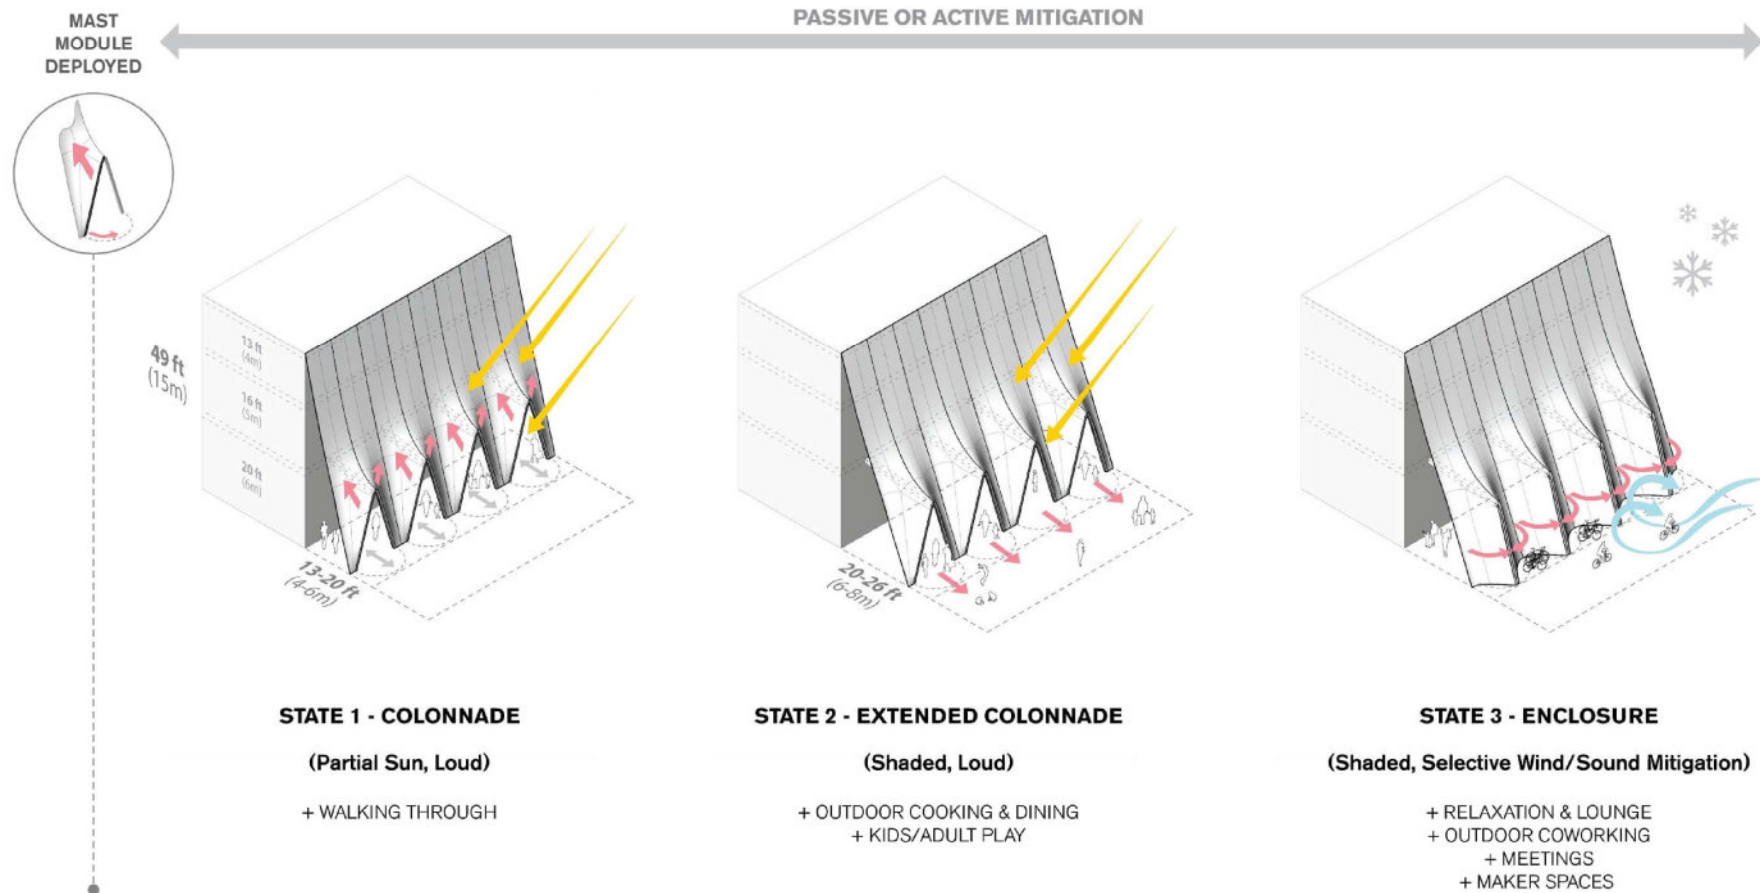 PASSIVE OR ACTIVE MITIGATION
MAST
MODULE
DEPLOYED
49 ft
(15m)
13 ft
(4m)
16 ft
(5m)
20 ft
(6m)
13-20 ft
(4-6m)
20-26 ft
(6-8m)
STATE 1 - COLONNADE
(Partial Sun, Loud)
+ WALKING THROUGH
STATE 2 - EXTENDED COLONNADE
(Shaded, Loud)
+ OUTDOOR COOKING & DINING
+ KIDS/ADULT PLAY
STATE 3 - ENCLOSURE
(Shaded, Selective Wind/Sound Mitigation)
+ RELAXATION & LOUNGE
+ OUTDOOR COWORKING
+ MEETINGS
+ MAKER SPACES